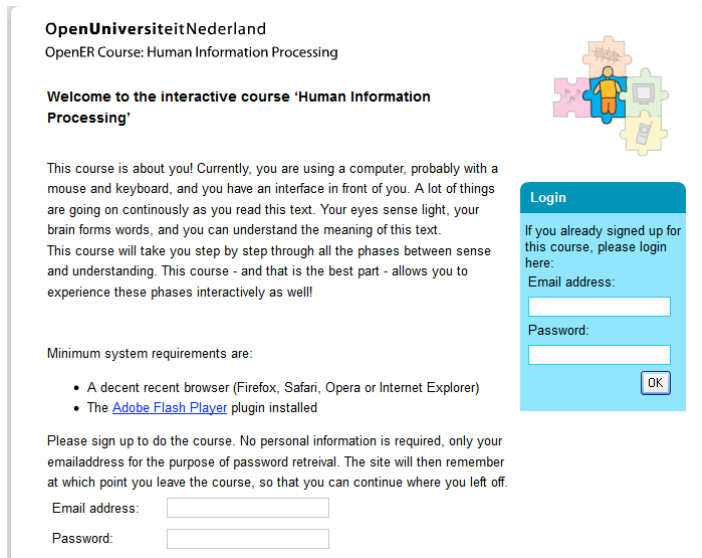 OpenUniversiteitNederland
OpenER Course: Human Information Processing
Welcome to the interactive course ‘Human Information
Processing’
This course is about you! Currently, you are using a computer, probably with a
mouse and keyboard, and you have an interface in front of you. A lot of things
are going on continously as you read this text. Your eyes sense light, your
brain forms words, and you can understand the meaning of this text.
This course will take you step by step through all the phases between sense
and understanding. This course - and that is the best part - allows you to
experience these phases interactively as well!
Minimum system requirements are:
• A decent recent browser (Firefox, Safari, Opera or Internet Explorer)
• The Adobe Flash Player plugin installed
Please sign up to do the course. No personal information is required, only your
emailaddress for the purpose of password retreival. The site will then remember
at which point you leave the course, so that you can continue where you left off.
Email address:
Password:
Login
If you already signed up for
this course, please login
here:
Email address:
Password:
OK